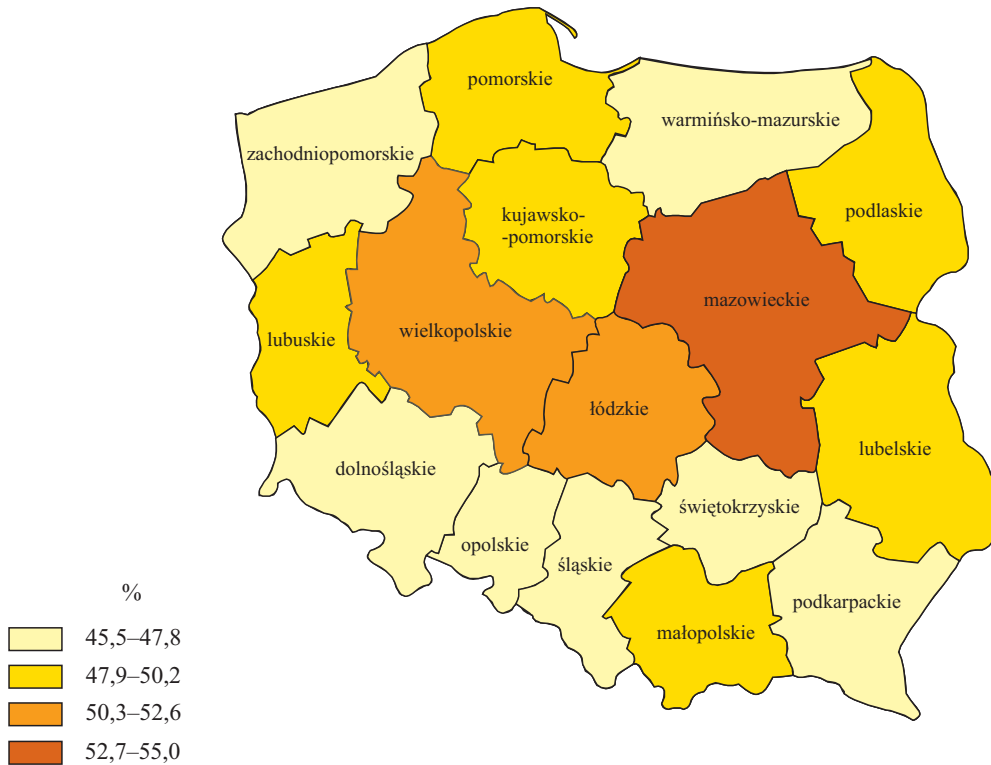 pomorskie
warmińsko-mazurskie
zachodniopomorskie
podlaskie
kujawsko-
-pomorskie
mazowieckie
wielkopolskie
lubuskie
łódzkie
lubelskie
dolnośląskie
świętokrzyskie
opolskie
śląskie
podkarpackie
małopolskie
%
45,5–47,8
47,9–50,2
50,3–52,6
52,7–55,0